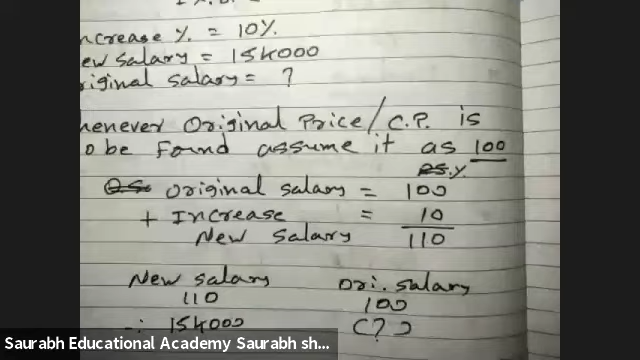 ncrease %. = 10%.
ew salary = 154000
riginal salary = ?
henever Original Price/C.P. is
o be found assume it as 100
Original salary = 100
+ Increase = 10
New salary 110
New salary ori. salary
110 100
∴ 154000 (?)
Saurabh Educational Academy Saurabh sh...